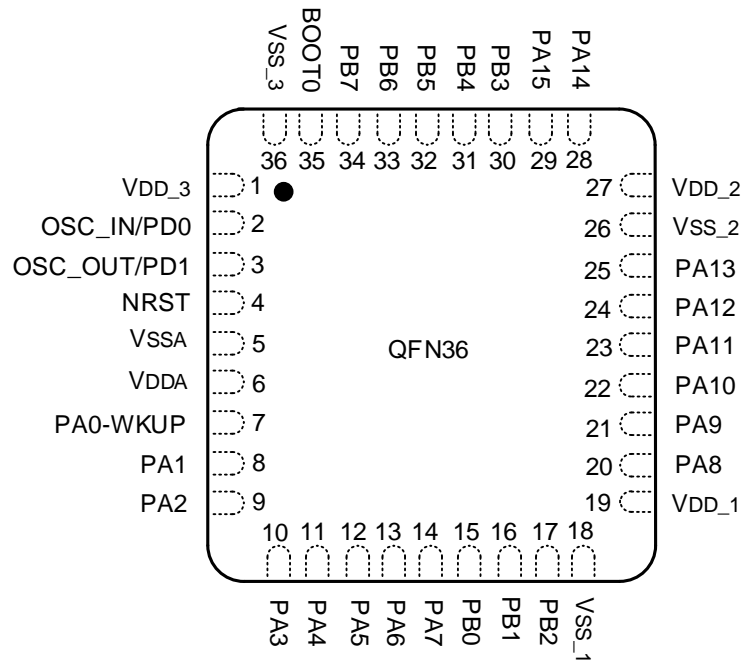 VSS_3
BOOT0
PB7
PB6
PB5
PB4
PB3
PA15
PA14
36 35 34 33 32 31 30 29 28
VDD_3 1
OSC_IN/PD0 2
OSC_OUT/PD1 3
NRST 4
VSSA 5
VDDA 6
PA0-WKUP 7
PA1 8
PA2 9
QFN36
27 VDD_2
26 VSS_2
25 PA13
24 PA12
23 PA11
22 PA10
21 PA9
20 PA8
19 VDD_1
10 11 12 13 14 15 16 17 18
PA3
PA4
PA5
PA6
PA7
PB0
PB1
PB2
VSS_1